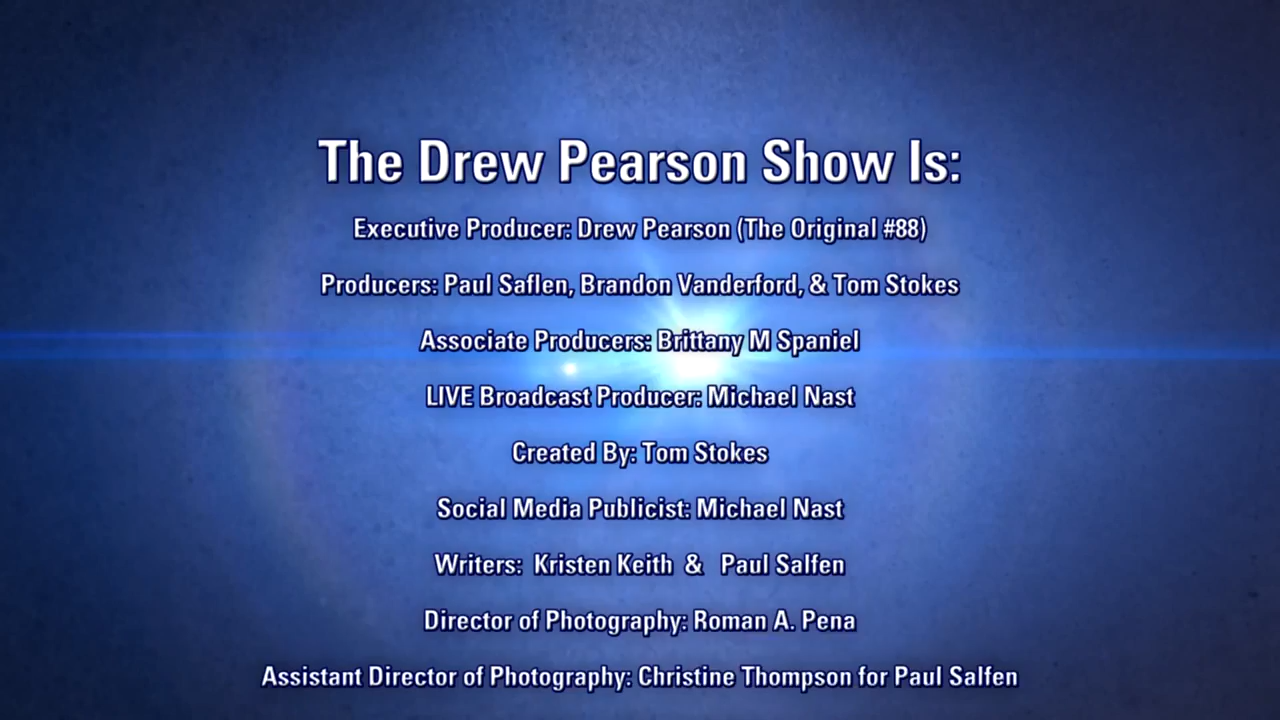 The Drew Pearson Show Is:
Executive Producer: Drew Pearson (The Original #88)
Producers: Paul Saflen, Brandon Vanderford, & Tom Stokes
Associate Producers: Brittany M Spaniel
LIVE Broadcast Producer: Michael Nast
Created By: Tom Stokes
Social Media Publicist: Michael Nast
Writers: Kristen Keith & Paul Salfen
Director of Photography: Roman A. Pena
Assistant Director of Photography: Christine Thompson for Paul Salfen